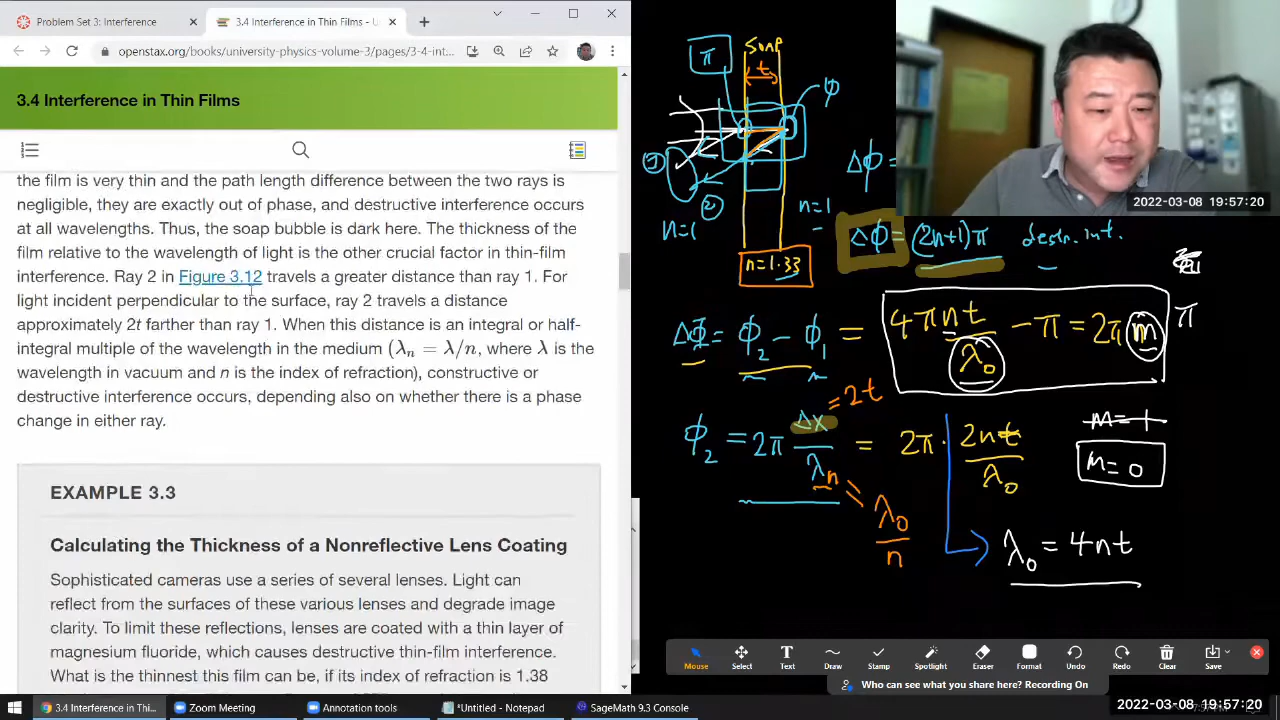 Problem Set 3: Interference
3.4 Interference in Thin Films - U
openstax.org/books/university-physics-volume-3/pages/3-4-int...
3.4 Interference in Thin Films
the film is very thin and the path length difference between the two rays is
negligible, they are exactly out of phase, and destructive interference occurs
at all wavelengths. Thus, the soap bubble is dark here. The thickness of the
film relative to the wavelength of light is the other crucial factor in thin-film
interference. Ray 2 in Figure 3.12 travels a greater distance than ray 1. For
light incident perpendicular to the surface, ray 2 travels a distance
approximately 2t farther than ray 1. When this distance is an integral or half-
integral multiple of the wavelength in the medium (λn = λ/n, where λ is the
wavelength in vacuum and n is the index of refraction), constructive or
destructive interference occurs, depending also on whether there is a phase
change in either ray.
EXAMPLE 3.3
Calculating the Thickness of a Nonreflective Lens Coating
Sophisticated cameras use a series of several lenses. Light can
reflect from the surfaces of these various lenses and degrade image
clarity. To limit these reflections, lenses are coated with a thin layer of
magnesium fluoride, which causes destructive thin-film interference.
What is the thinnest this film can be, if its index of refraction is 1.38
soap
π
t
φ
①
②
n=1
n=1
n=1.33
Δφ=
Δφ = (2n+1)π destr. int.
ΔΦ = φ₂ - φ₁ = 4πnt/λ₀ - π = 2πm
π
= 2t
φ₂ = 2π Δx/λn = 2π · 2nt/λ₀
λ₀/n
m = 1
m = 0
λ₀ = 4nt
2022-03-08 19:57:20
Mouse Select Text Draw Stamp Spotlight Eraser Format Undo Redo Clear Save
Who can see what you share here? Recording On
3.4 Interference in Thi... Zoom Meeting Annotation tools *Untitled - Notepad SageMath 9.3 Console
2022-03-08 19:57:20